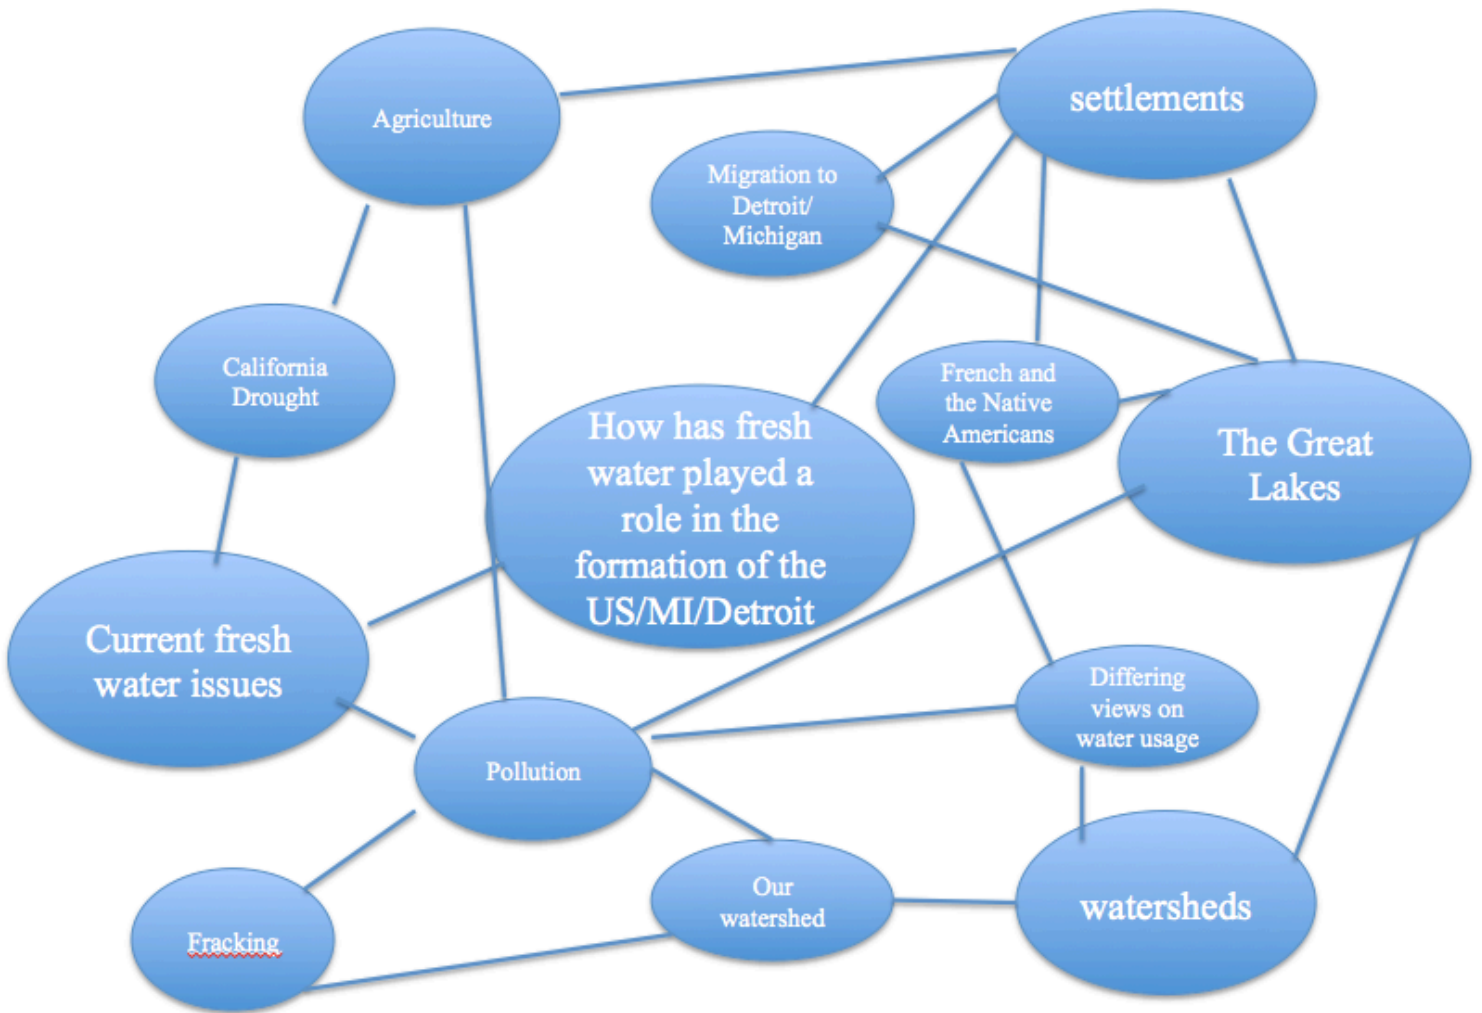 Agriculture
settlements
Migration to
Detroit/
Michigan
California
Drought
French and
the Native
Americans
How has fresh
water played a
role in the
formation of the
US/MI/Detroit
The Great
Lakes
Current fresh
water issues
Differing
views on
water usage
Pollution
Our
watershed
watersheds
Fracking